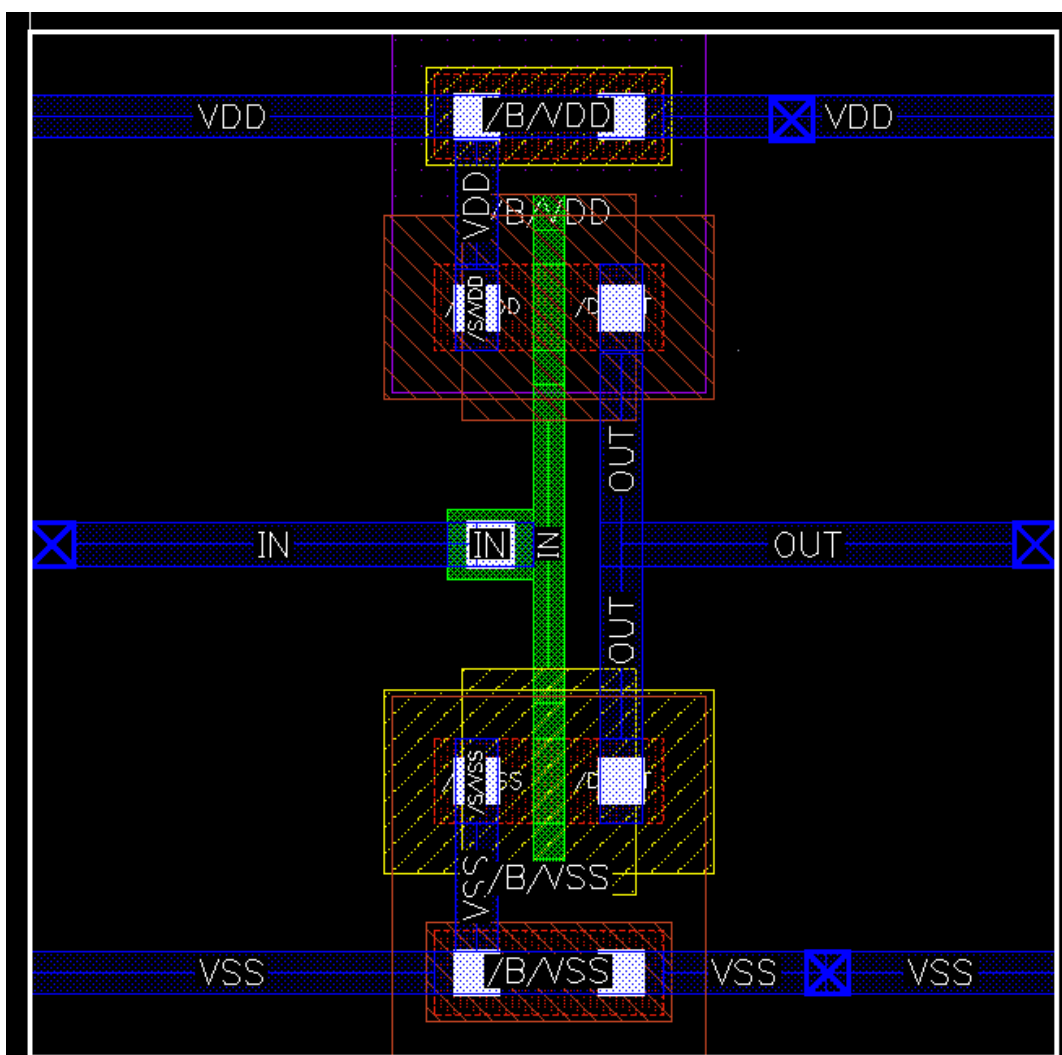 VDD
/B/VDD
VDD
VDD
/B/VDD
/S/VDD
OUT
IN
IN
IN
OUT
OUT
/S/VSS
VSS
/B/VSS
VSS
/B/VSS
VSS
VSS